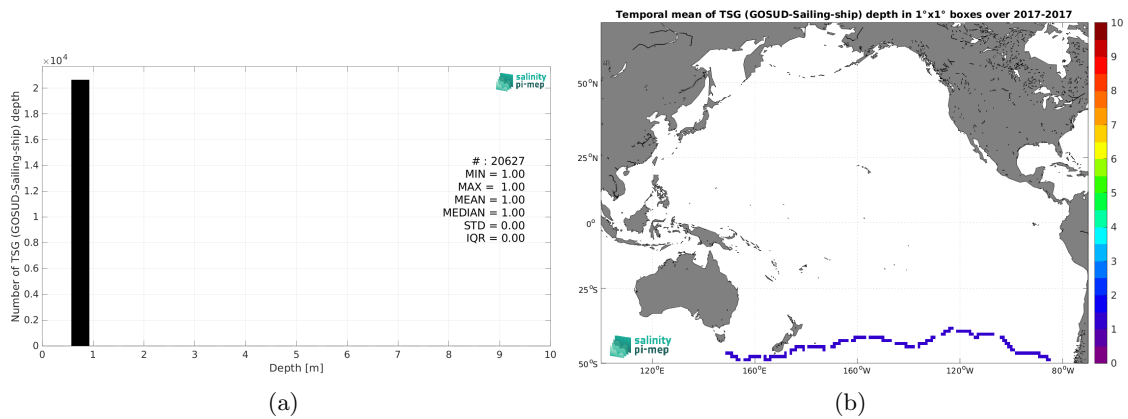 ×10⁴
2
1.8
1.6
1.4
1.2
1
0.8
0.6
0.4
0.2
0
Number of TSG (GOSUD-Sailing-ship) depth
salinity
pi-mep
# : 20627
MIN = 1.00
MAX = 1.00
MEAN = 1.00
MEDIAN = 1.00
STD = 0.00
IQR = 0.00
0 1 2 3 4 5 6 7 8 9 10
Depth [m]
(a)
Temporal mean of TSG (GOSUD-Sailing-ship) depth in 1°x1° boxes over 2017-2017
50°N
25°N
0°
25°S
50°S
salinity
pi-mep
120°E 160°E 160°W 120°W 80°W
10
9
8
7
6
5
4
3
2
1
0
(b)